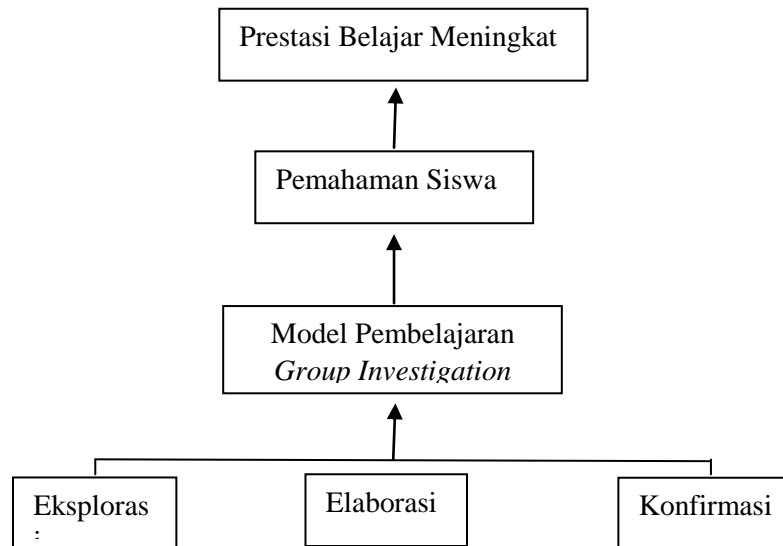 Prestasi Belajar Meningkat
Pemahaman Siswa
Model Pembelajaran
Group Investigation
Eksploras
i
Elaborasi
Konfirmasi